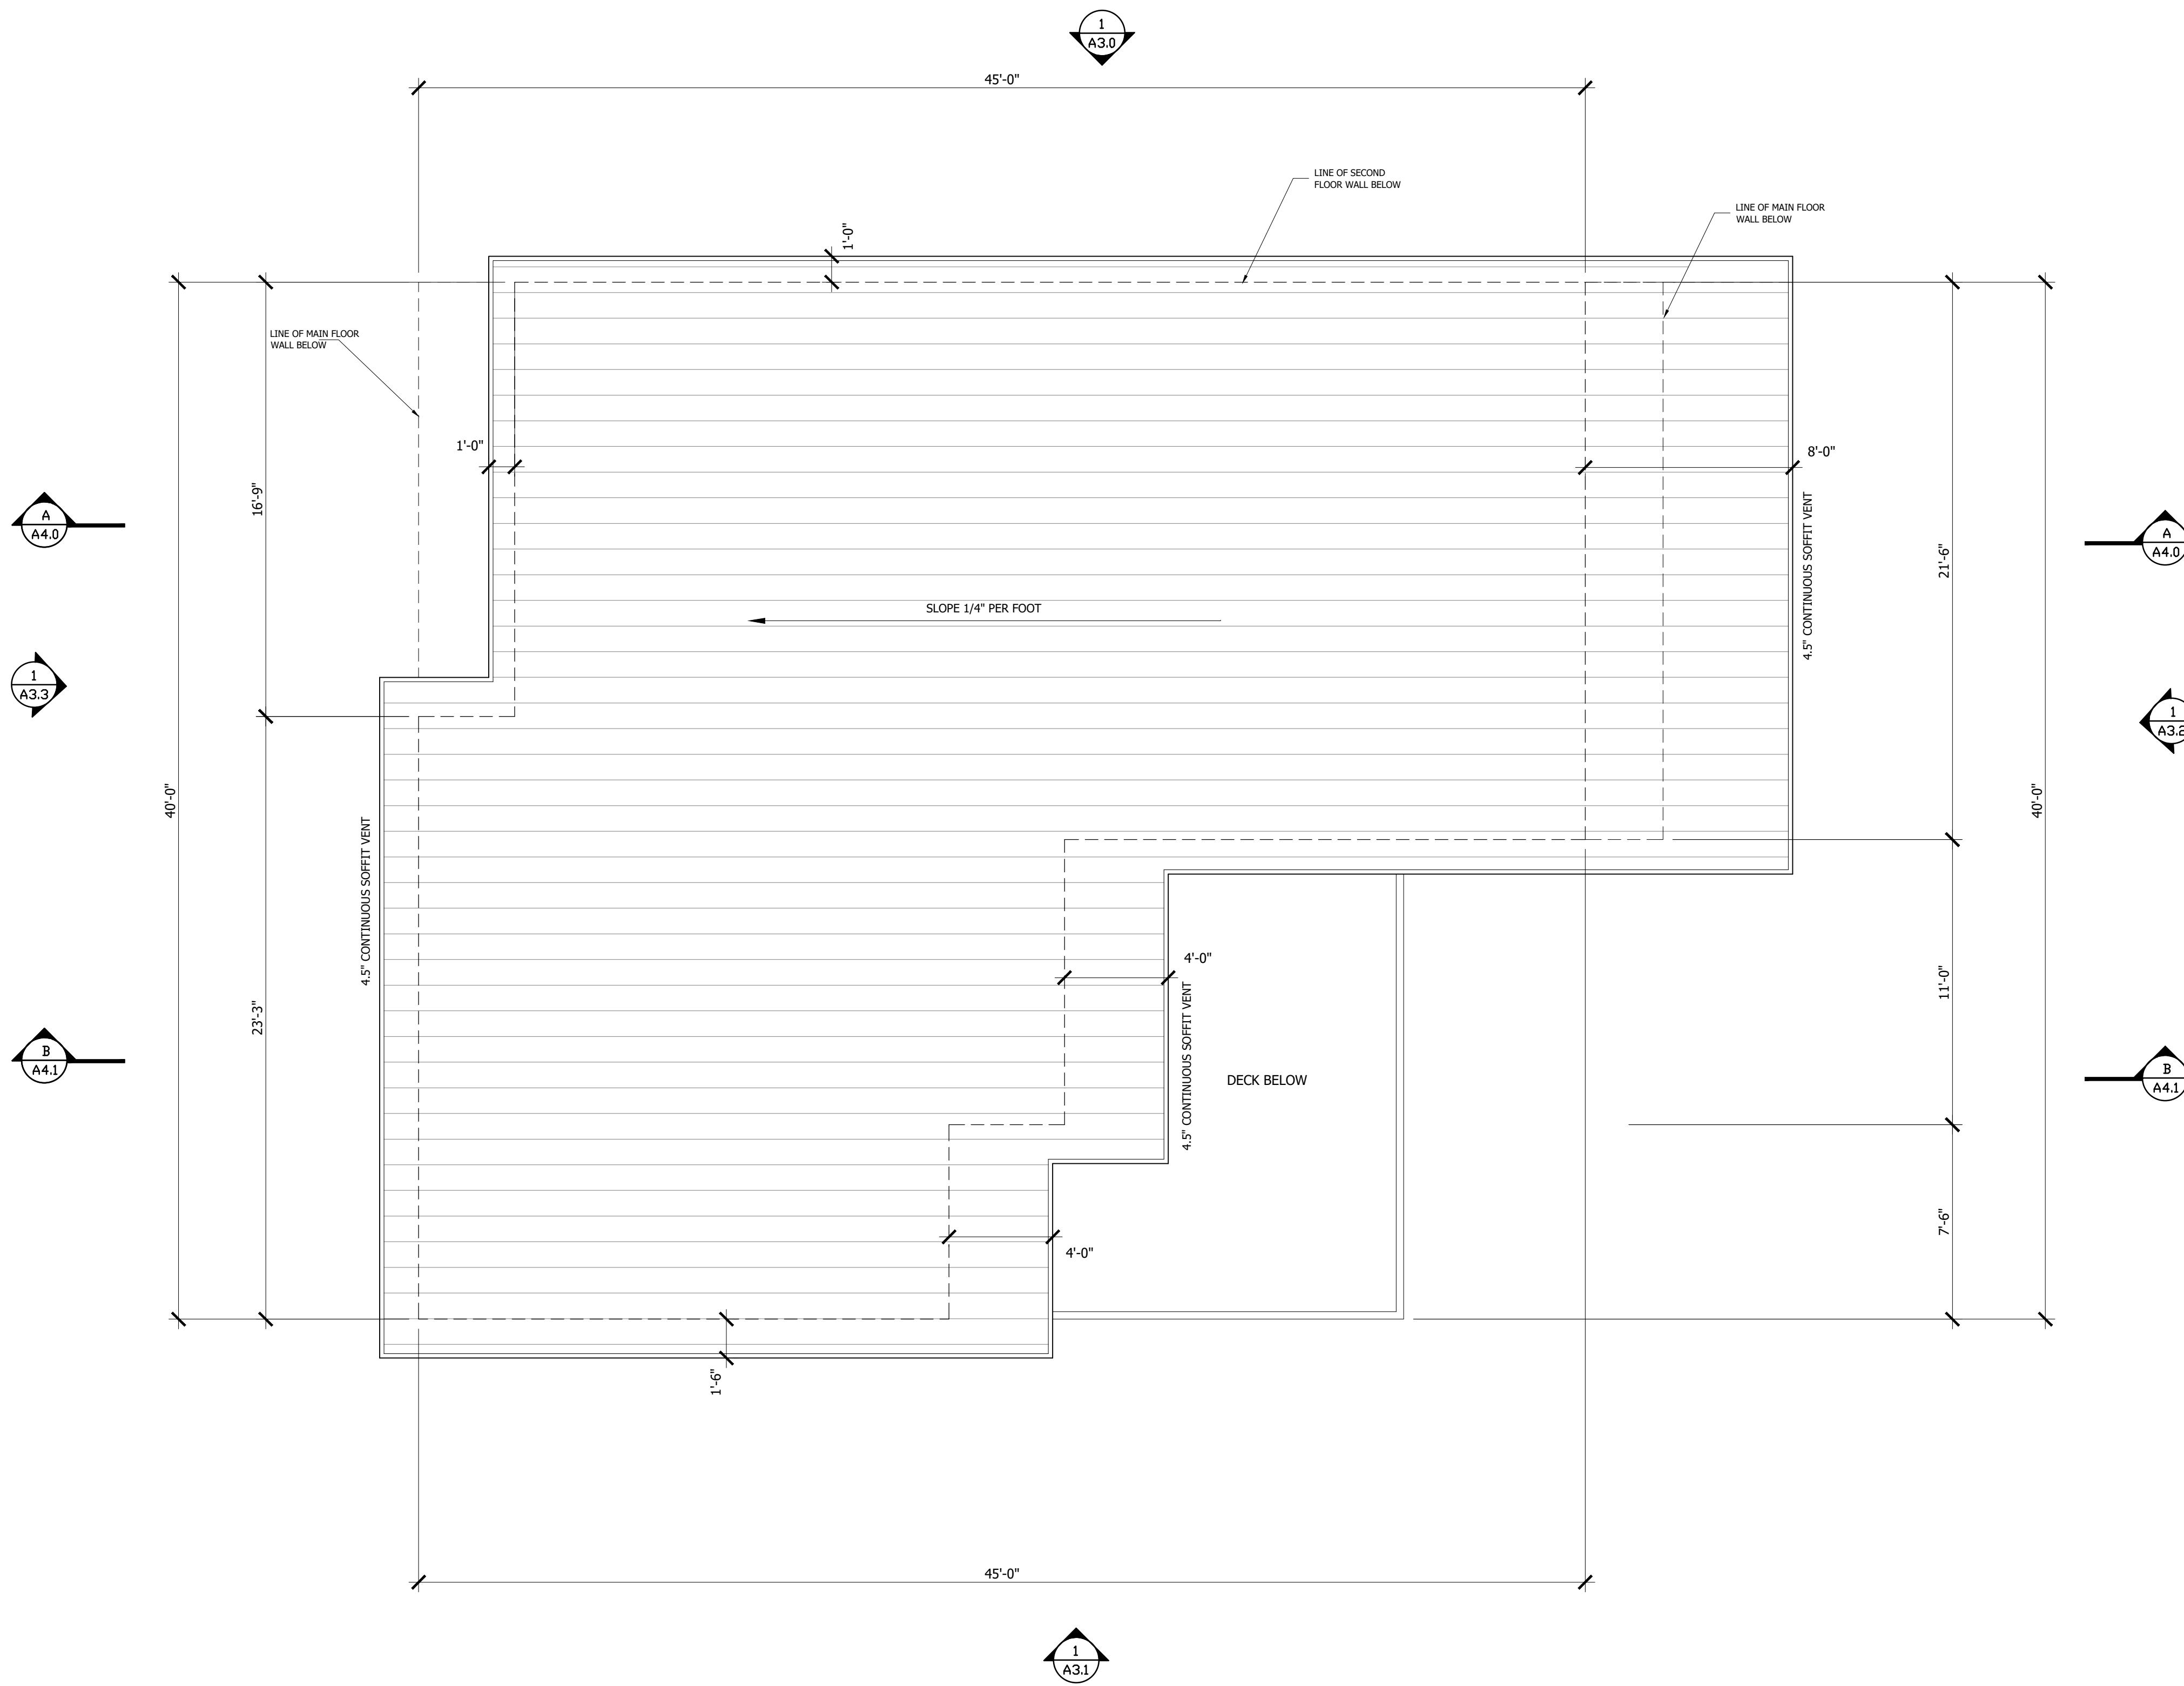 1
A3.0
45'-0"
LINE OF SECOND
FLOOR WALL BELOW
LINE OF MAIN FLOOR
WALL BELOW
1'-0"
LINE OF MAIN FLOOR
WALL BELOW
1'-0"
8'-0"
16'-9"
4.5" CONTINUOUS SOFFIT VENT
21'-6"
A
A4.0
A
A4.0
SLOPE 1/4" PER FOOT
1
A3.3
1
A3.2
40'-0"
40'-0"
4.5" CONTINUOUS SOFFIT VENT
4'-0"
23'-3"
11'-0"
4.5" CONTINUOUS SOFFIT VENT
DECK BELOW
B
A4.1
B
A4.1
7'-6"
4'-0"
1'-6"
45'-0"
1
A3.1